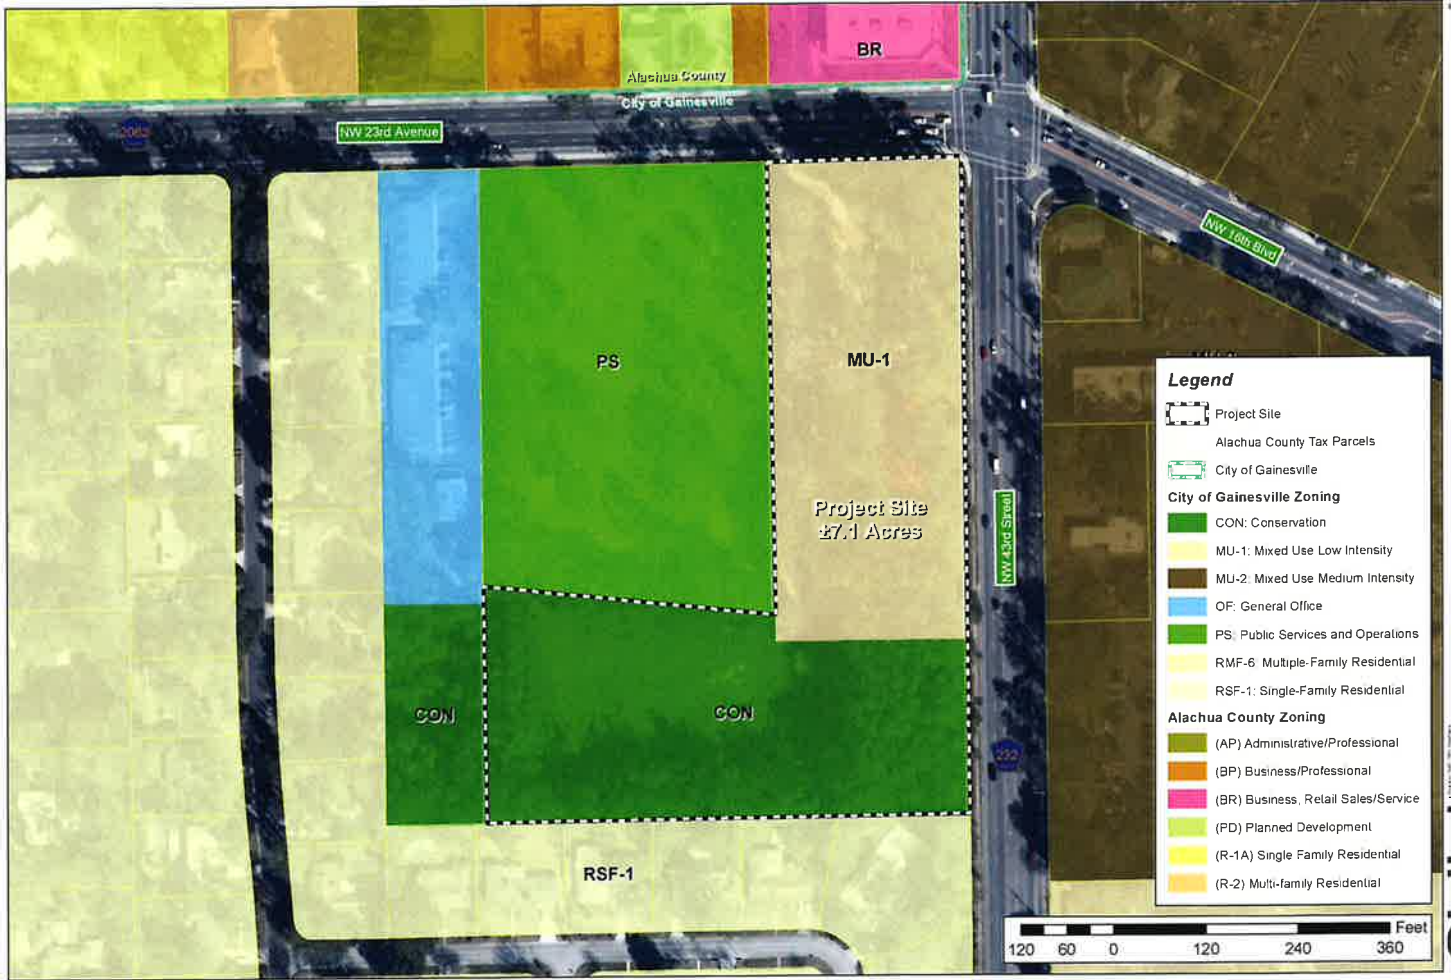 BR
Alachua County
City of Gainesville
2053
NW 23rd Avenue
NW 16th Blvd
PS
MU-1
Project Site
±7.1 Acres
NW 43rd Street
CON
CON
232
RSF-1
Legend
Project Site
Alachua County Tax Parcels
City of Gainesville
City of Gainesville Zoning
CON: Conservation
MU-1: Mixed Use Low Intensity
MU-2: Mixed Use Medium Intensity
OF: General Office
PS: Public Services and Operations
RMF-6: Multiple-Family Residential
RSF-1: Single-Family Residential
Alachua County Zoning
(AP) Administrative/Professional
(BP) Business/Professional
(BR) Business, Retail Sales/Service
(PD) Planned Development
(R-1A) Single Family Residential
(R-2) Multi-family Residential
Feet
120 60 0 120 240 360